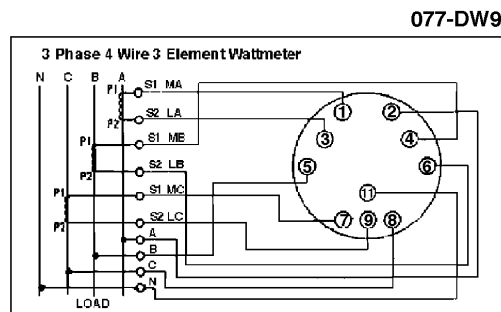 077-DW9
3 Phase 4 Wire 3 Element Wattmeter
N C B A
P1 S1 MA
P2 S2 LA
P1 S1 MB
P2 S2 LB
P1 S1 MC
P2 S2 LC
A
B
C
N
LOAD
1 2
3 4
5 6
11
7 9 8